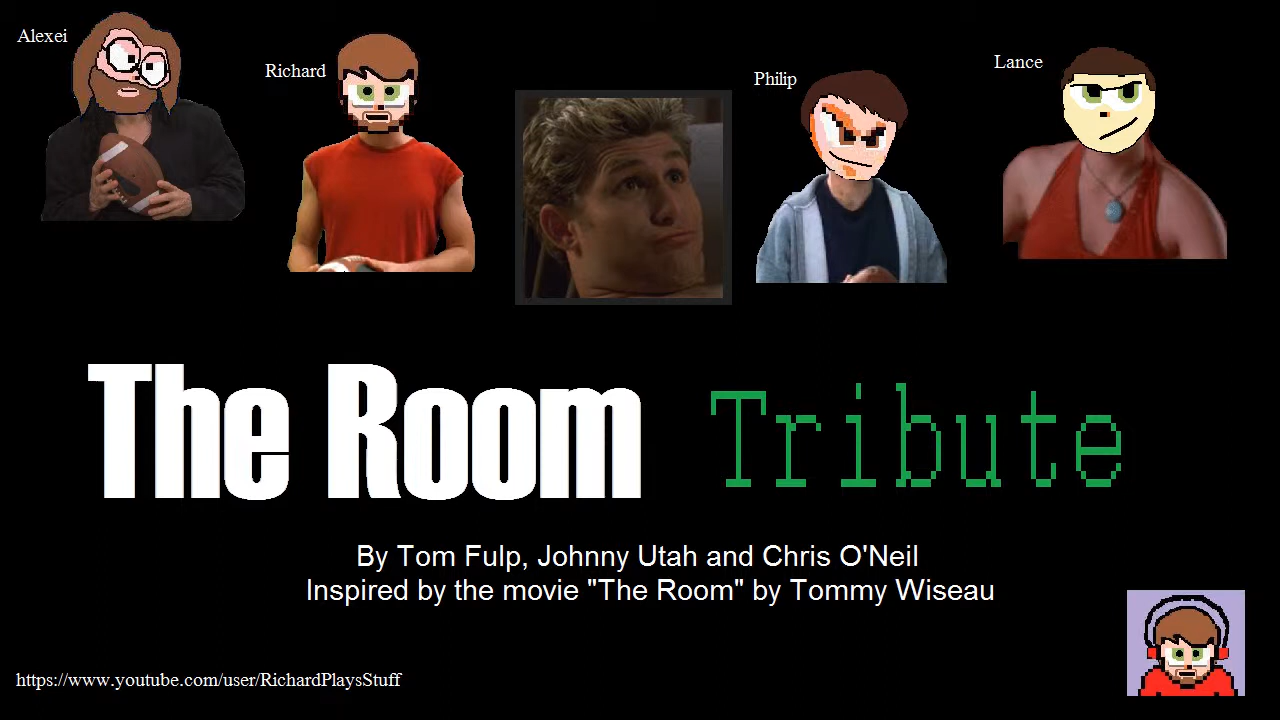 Alexei
Richard
Philip
Lance
The Room Tribute
By Tom Fulp, Johnny Utah and Chris O'Neil
Inspired by the movie "The Room" by Tommy Wiseau
https://www.youtube.com/user/RichardPlaysStuff